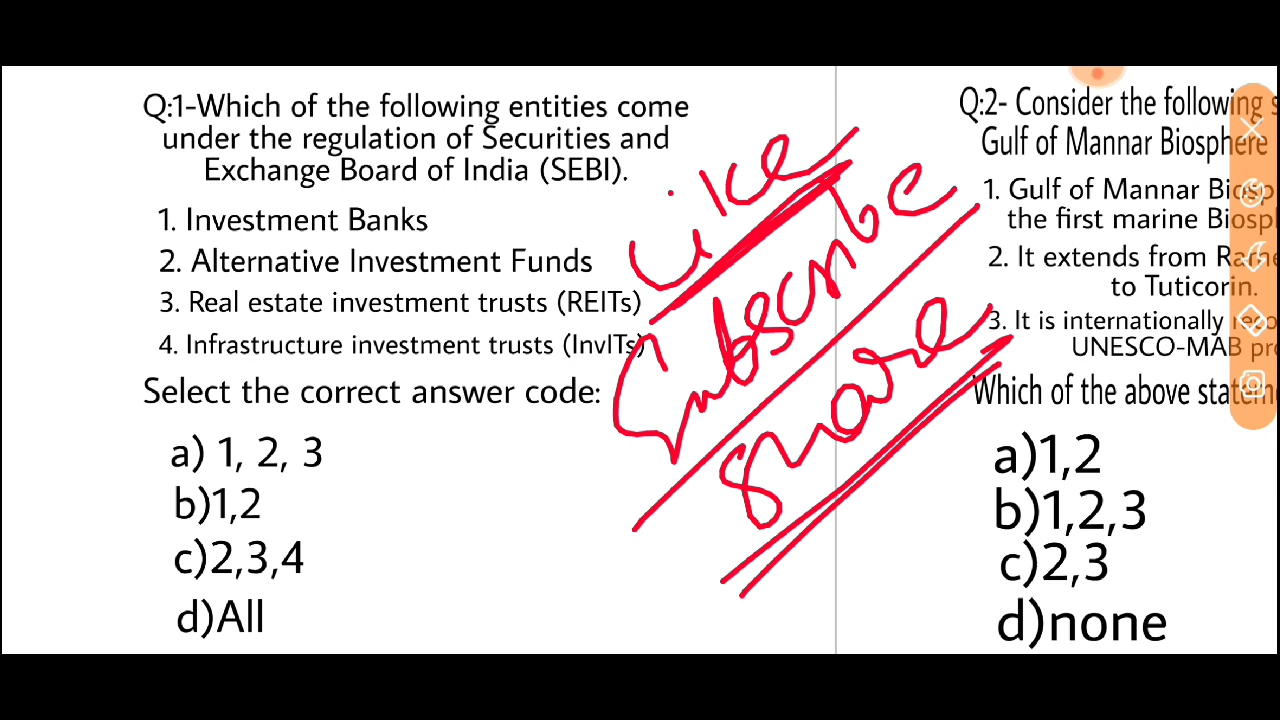 Q:1-Which of the following entities come
under the regulation of Securities and
Exchange Board of India (SEBI).
1. Investment Banks
2. Alternative Investment Funds
3. Real estate investment trusts (REITs)
4. Infrastructure investment trusts (InvITs)
Select the correct answer code:
a) 1, 2, 3
b)1,2
c)2,3,4
d)All
Like
Subscribe
Share
Q:2- Consider the following
Gulf of Mannar Biosphere
1. Gulf of Mannar
the first marine
2. It extends from
to Tuticorin.
3. It is internationally
UNESCO-MAB
Which of the above
a)1,2
b)1,2,3
c)2,3
d)none